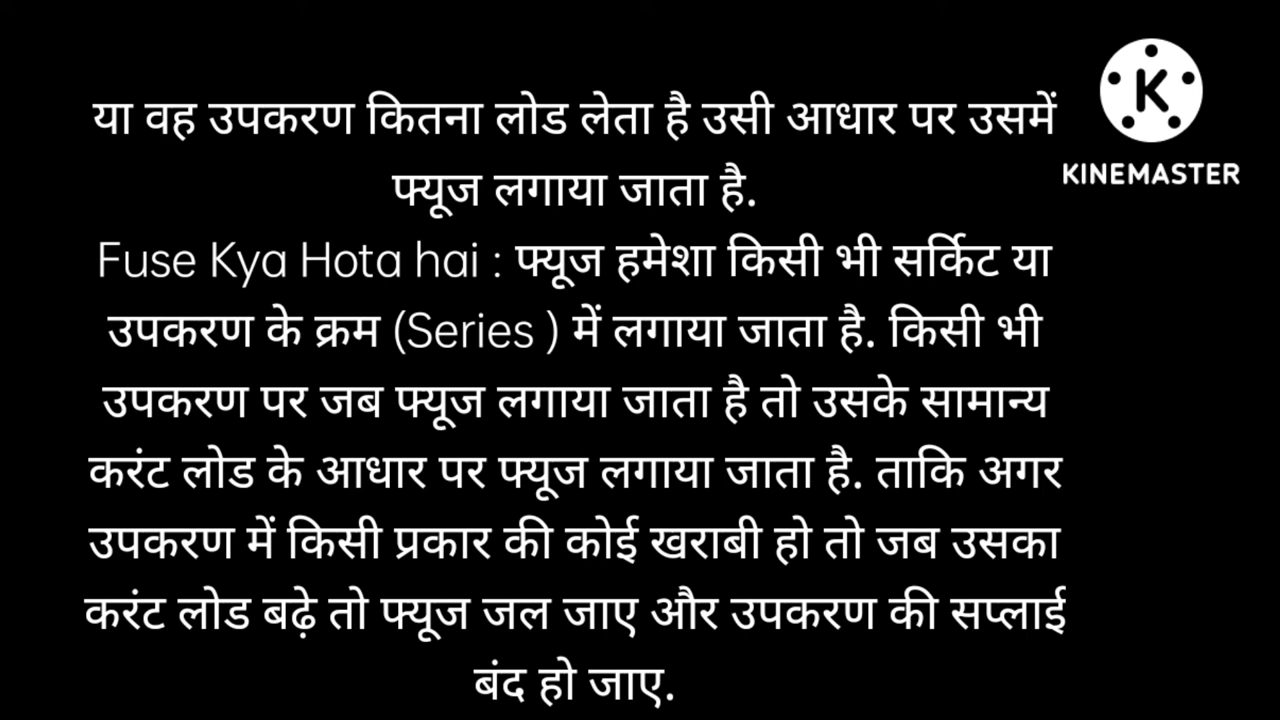 या वह उपकरण कितना लोड लेता है उसी आधार पर उसमें
फ्यूज लगाया जाता है.
Fuse Kya Hota hai : फ्यूज हमेशा किसी भी सर्किट या
उपकरण के क्रम (Series ) में लगाया जाता है. किसी भी
उपकरण पर जब फ्यूज लगाया जाता है तो उसके सामान्य
करंट लोड के आधार पर फ्यूज लगाया जाता है. ताकि अगर
उपकरण में किसी प्रकार की कोई खराबी हो तो जब उसका
करंट लोड बढ़े तो फ्यूज जल जाए और उपकरण की सप्लाई
बंद हो जाए.
K
KINEMASTER